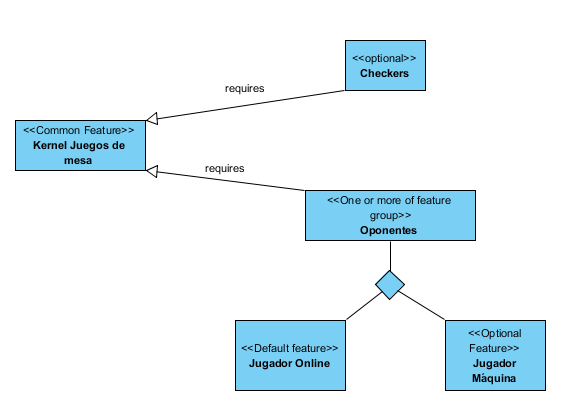 <<optional>>
Checkers
requires
<<Common Feature>>
Kernel Juegos de
mesa
requires
<<One or more of feature
group>>
Oponentes
<<Default feature>>
Jugador Online
<<Optional
Feature>>
Jugador
Máquina